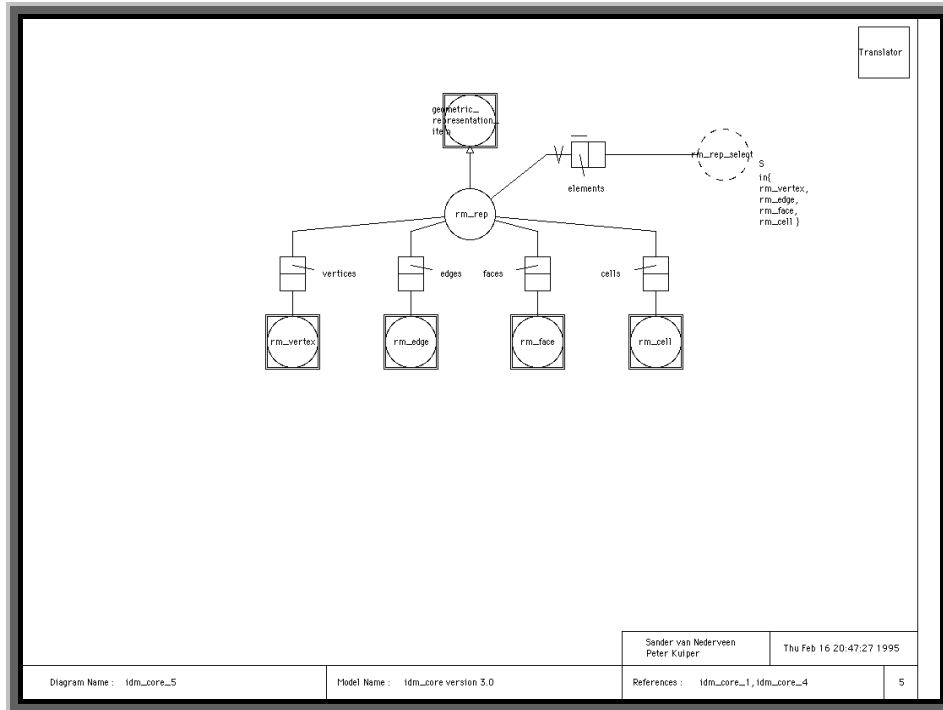 Translator
geometric_
representation_
item
rm_rep_select
S
in{
rm_vertex,
rm_edge,
rm_face,
rm_cell }
elements
rm_rep
vertices
edges
faces
cells
rm_vertex
rm_edge
rm_face
rm_cell
Sander van Nederveen
Peter Kuiper
Thu Feb 16 20:47:27 1995
Diagram Name : idm_core_5
Model Name : idm_core version 3.0
References : idm_core_1, idm_core_4
5